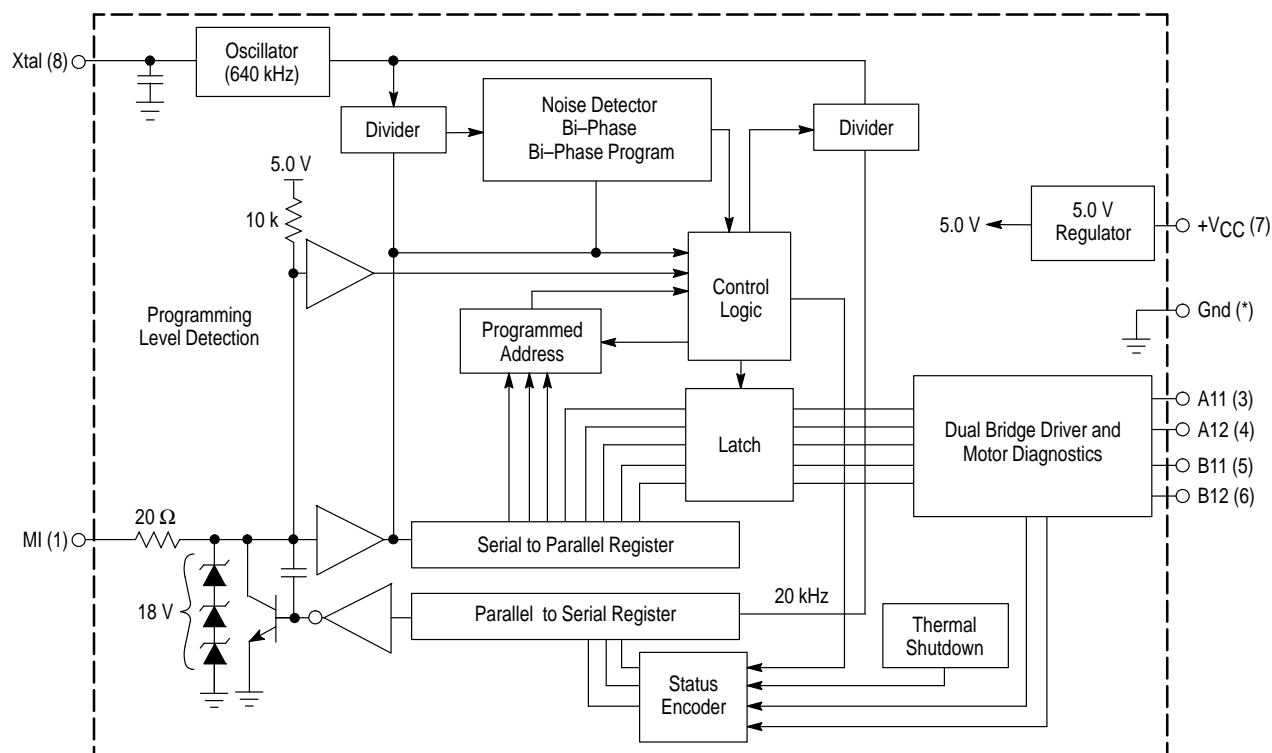 Xtal (8)
Oscillator
(640 kHz)
Divider
Noise Detector
Bi–Phase
Bi–Phase Program
Divider
5.0 V
10 k
5.0 V
5.0 V
Regulator
+VCC (7)
Programming
Level Detection
Programmed
Address
Control
Logic
Gnd (*)
Latch
Dual Bridge Driver and
Motor Diagnostics
A11 (3)
A12 (4)
B11 (5)
B12 (6)
MI (1)
20 Ω
Serial to Parallel Register
18 V
Parallel to Serial Register
20 kHz
Thermal
Shutdown
Status
Encoder